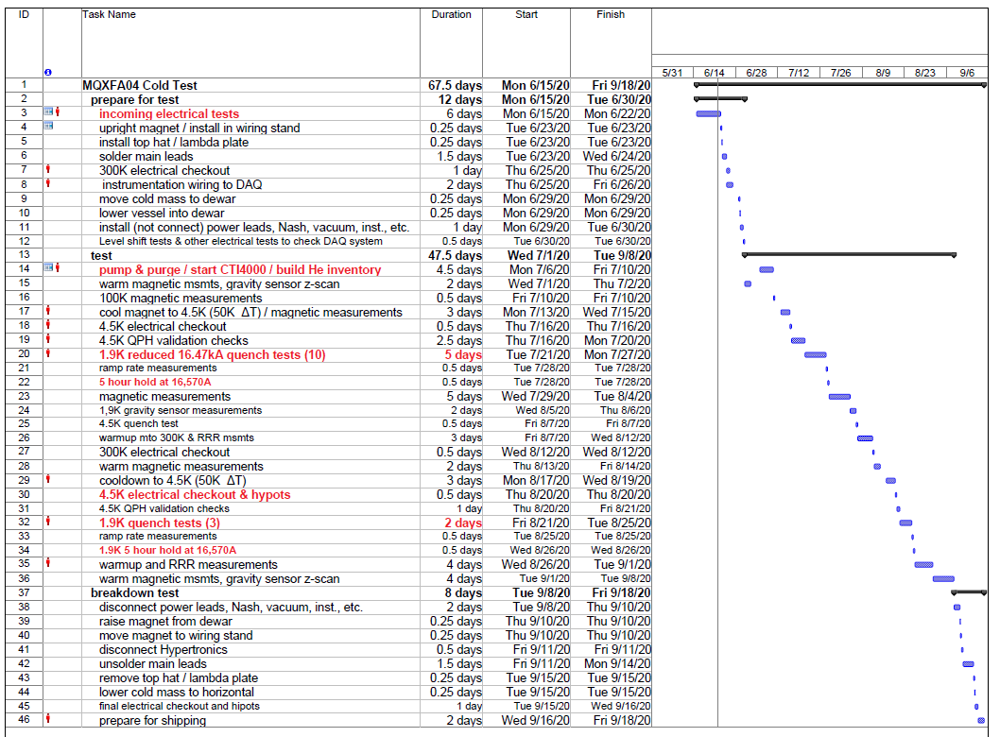 ID Task Name Duration Start Finish
5/31 6/14 6/28 7/12 7/26 8/9 8/23 9/6
1 MQXFA04 Cold Test 67.5 days Mon 6/15/20 Fri 9/18/20
2 prepare for test 12 days Mon 6/15/20 Tue 6/30/20
3 incoming electrical tests 6 days Mon 6/15/20 Mon 6/22/20
4 upright magnet / install in wiring stand 0.25 days Tue 6/23/20 Tue 6/23/20
5 install top hat / lambda plate 0.25 days Tue 6/23/20 Tue 6/23/20
6 solder main leads 1.5 days Tue 6/23/20 Wed 6/24/20
7 300K electrical checkout 1 day Thu 6/25/20 Thu 6/25/20
8 instrumentation wiring to DAQ 2 days Thu 6/25/20 Fri 6/26/20
9 move cold mass to dewar 0.25 days Mon 6/29/20 Mon 6/29/20
10 lower vessel into dewar 0.25 days Mon 6/29/20 Mon 6/29/20
11 install (not connect) power leads, Nash, vacuum, inst., etc. 1 day Mon 6/29/20 Tue 6/30/20
12 Level shift tests & other electrical tests to check DAQ system 0.5 days Tue 6/30/20 Tue 6/30/20
13 test 47.5 days Wed 7/1/20 Tue 9/8/20
14 pump & purge / start CTI4000 / build He inventory 4.5 days Mon 7/6/20 Fri 7/10/20
15 warm magnetic msmts, gravity sensor z-scan 2 days Wed 7/1/20 Thu 7/2/20
16 100K magnetic measurements 0.5 days Fri 7/10/20 Fri 7/10/20
17 cool magnet to 4.5K (50K ΔT) / magnetic measurements 3 days Mon 7/13/20 Wed 7/15/20
18 4.5K electrical checkout 0.5 days Thu 7/16/20 Thu 7/16/20
19 4.5K QPH validation checks 2.5 days Thu 7/16/20 Mon 7/20/20
20 1.9K reduced 16.47kA quench tests (10) 5 days Tue 7/21/20 Mon 7/27/20
21 ramp rate measurements 0.5 days Tue 7/28/20 Tue 7/28/20
22 5 hour hold at 16,570A 0.5 days Tue 7/28/20 Tue 7/28/20
23 magnetic measurements 5 days Wed 7/29/20 Tue 8/4/20
24 1,9K gravity sensor measurements 2 days Wed 8/5/20 Thu 8/6/20
25 4.5K quench test 0.5 days Fri 8/7/20 Fri 8/7/20
26 warmup mto 300K & RRR msmts 3 days Fri 8/7/20 Wed 8/12/20
27 300K electrical checkout 0.5 days Wed 8/12/20 Wed 8/12/20
28 warm magnetic measurements 2 days Thu 8/13/20 Fri 8/14/20
29 cooldown to 4.5K (50K ΔT) 3 days Mon 8/17/20 Wed 8/19/20
30 4.5K electrical checkout & hypots 0.5 days Thu 8/20/20 Thu 8/20/20
31 4.5K QPH validation checks 1 day Thu 8/20/20 Fri 8/21/20
32 1.9K quench tests (3) 2 days Fri 8/21/20 Tue 8/25/20
33 ramp rate measurements 0.5 days Tue 8/25/20 Tue 8/25/20
34 1.9K 5 hour hold at 16,570A 0.5 days Wed 8/26/20 Wed 8/26/20
35 warmup and RRR measurements 4 days Wed 8/26/20 Tue 9/1/20
36 warm magnetic msmts, gravity sensor z-scan 4 days Tue 9/1/20 Tue 9/8/20
37 breakdown test 8 days Tue 9/8/20 Fri 9/18/20
38 disconnect power leads, Nash, vacuum, inst., etc. 2 days Tue 9/8/20 Thu 9/10/20
39 raise magnet from dewar 0.25 days Thu 9/10/20 Thu 9/10/20
40 move magnet to wiring stand 0.25 days Thu 9/10/20 Thu 9/10/20
41 disconnect Hypertronics 0.5 days Fri 9/11/20 Fri 9/11/20
42 unsolder main leads 1.5 days Fri 9/11/20 Mon 9/14/20
43 remove top hat / lambda plate 0.25 days Tue 9/15/20 Tue 9/15/20
44 lower cold mass to horizontal 0.25 days Tue 9/15/20 Tue 9/15/20
45 final electrical checkout and hipots 1 day Tue 9/15/20 Wed 9/16/20
46 prepare for shipping 2 days Wed 9/16/20 Fri 9/18/20